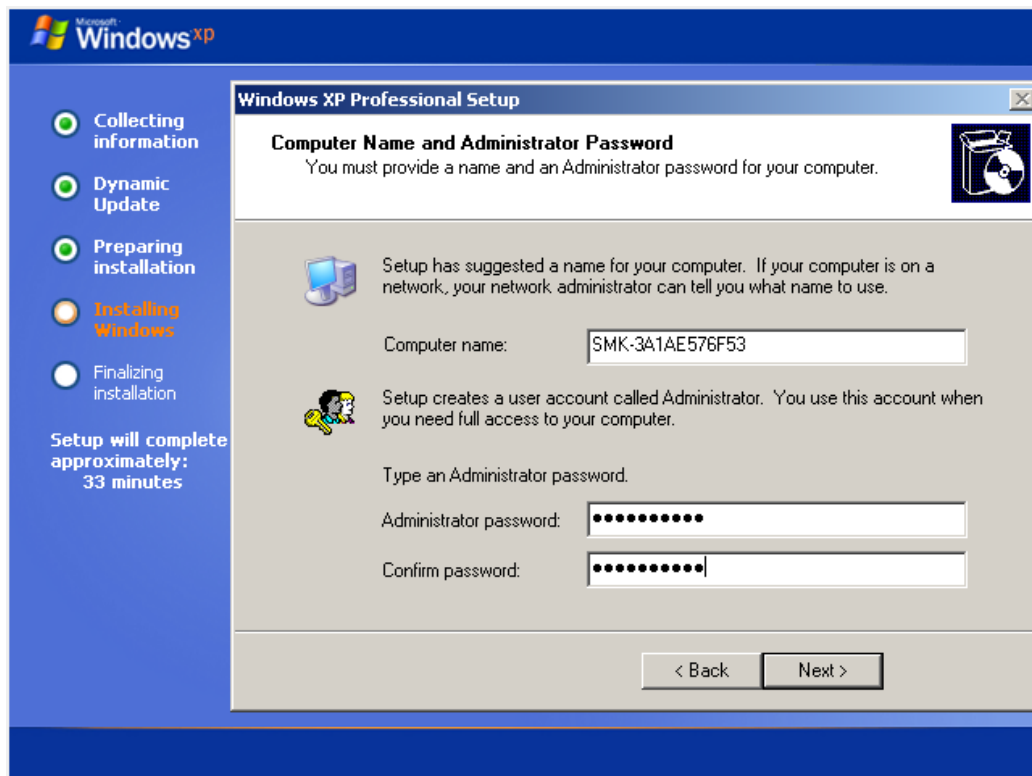 Microsoft
Windows xp
Collecting
information
Dynamic
Update
Preparing
installation
Installing
Windows
Finalizing
installation
Setup will complete
approximately:
33 minutes
Windows XP Professional Setup
Computer Name and Administrator Password
You must provide a name and an Administrator password for your computer.
Setup has suggested a name for your computer.  If your computer is on a
network, your network administrator can tell you what name to use.
Computer name:
SMK-3A1AE576F53
Setup creates a user account called Administrator.  You use this account when
you need full access to your computer.
Type an Administrator password.
Administrator password: ●●●●●●●●●●
Confirm password: ●●●●●●●●●●
< Back
Next >